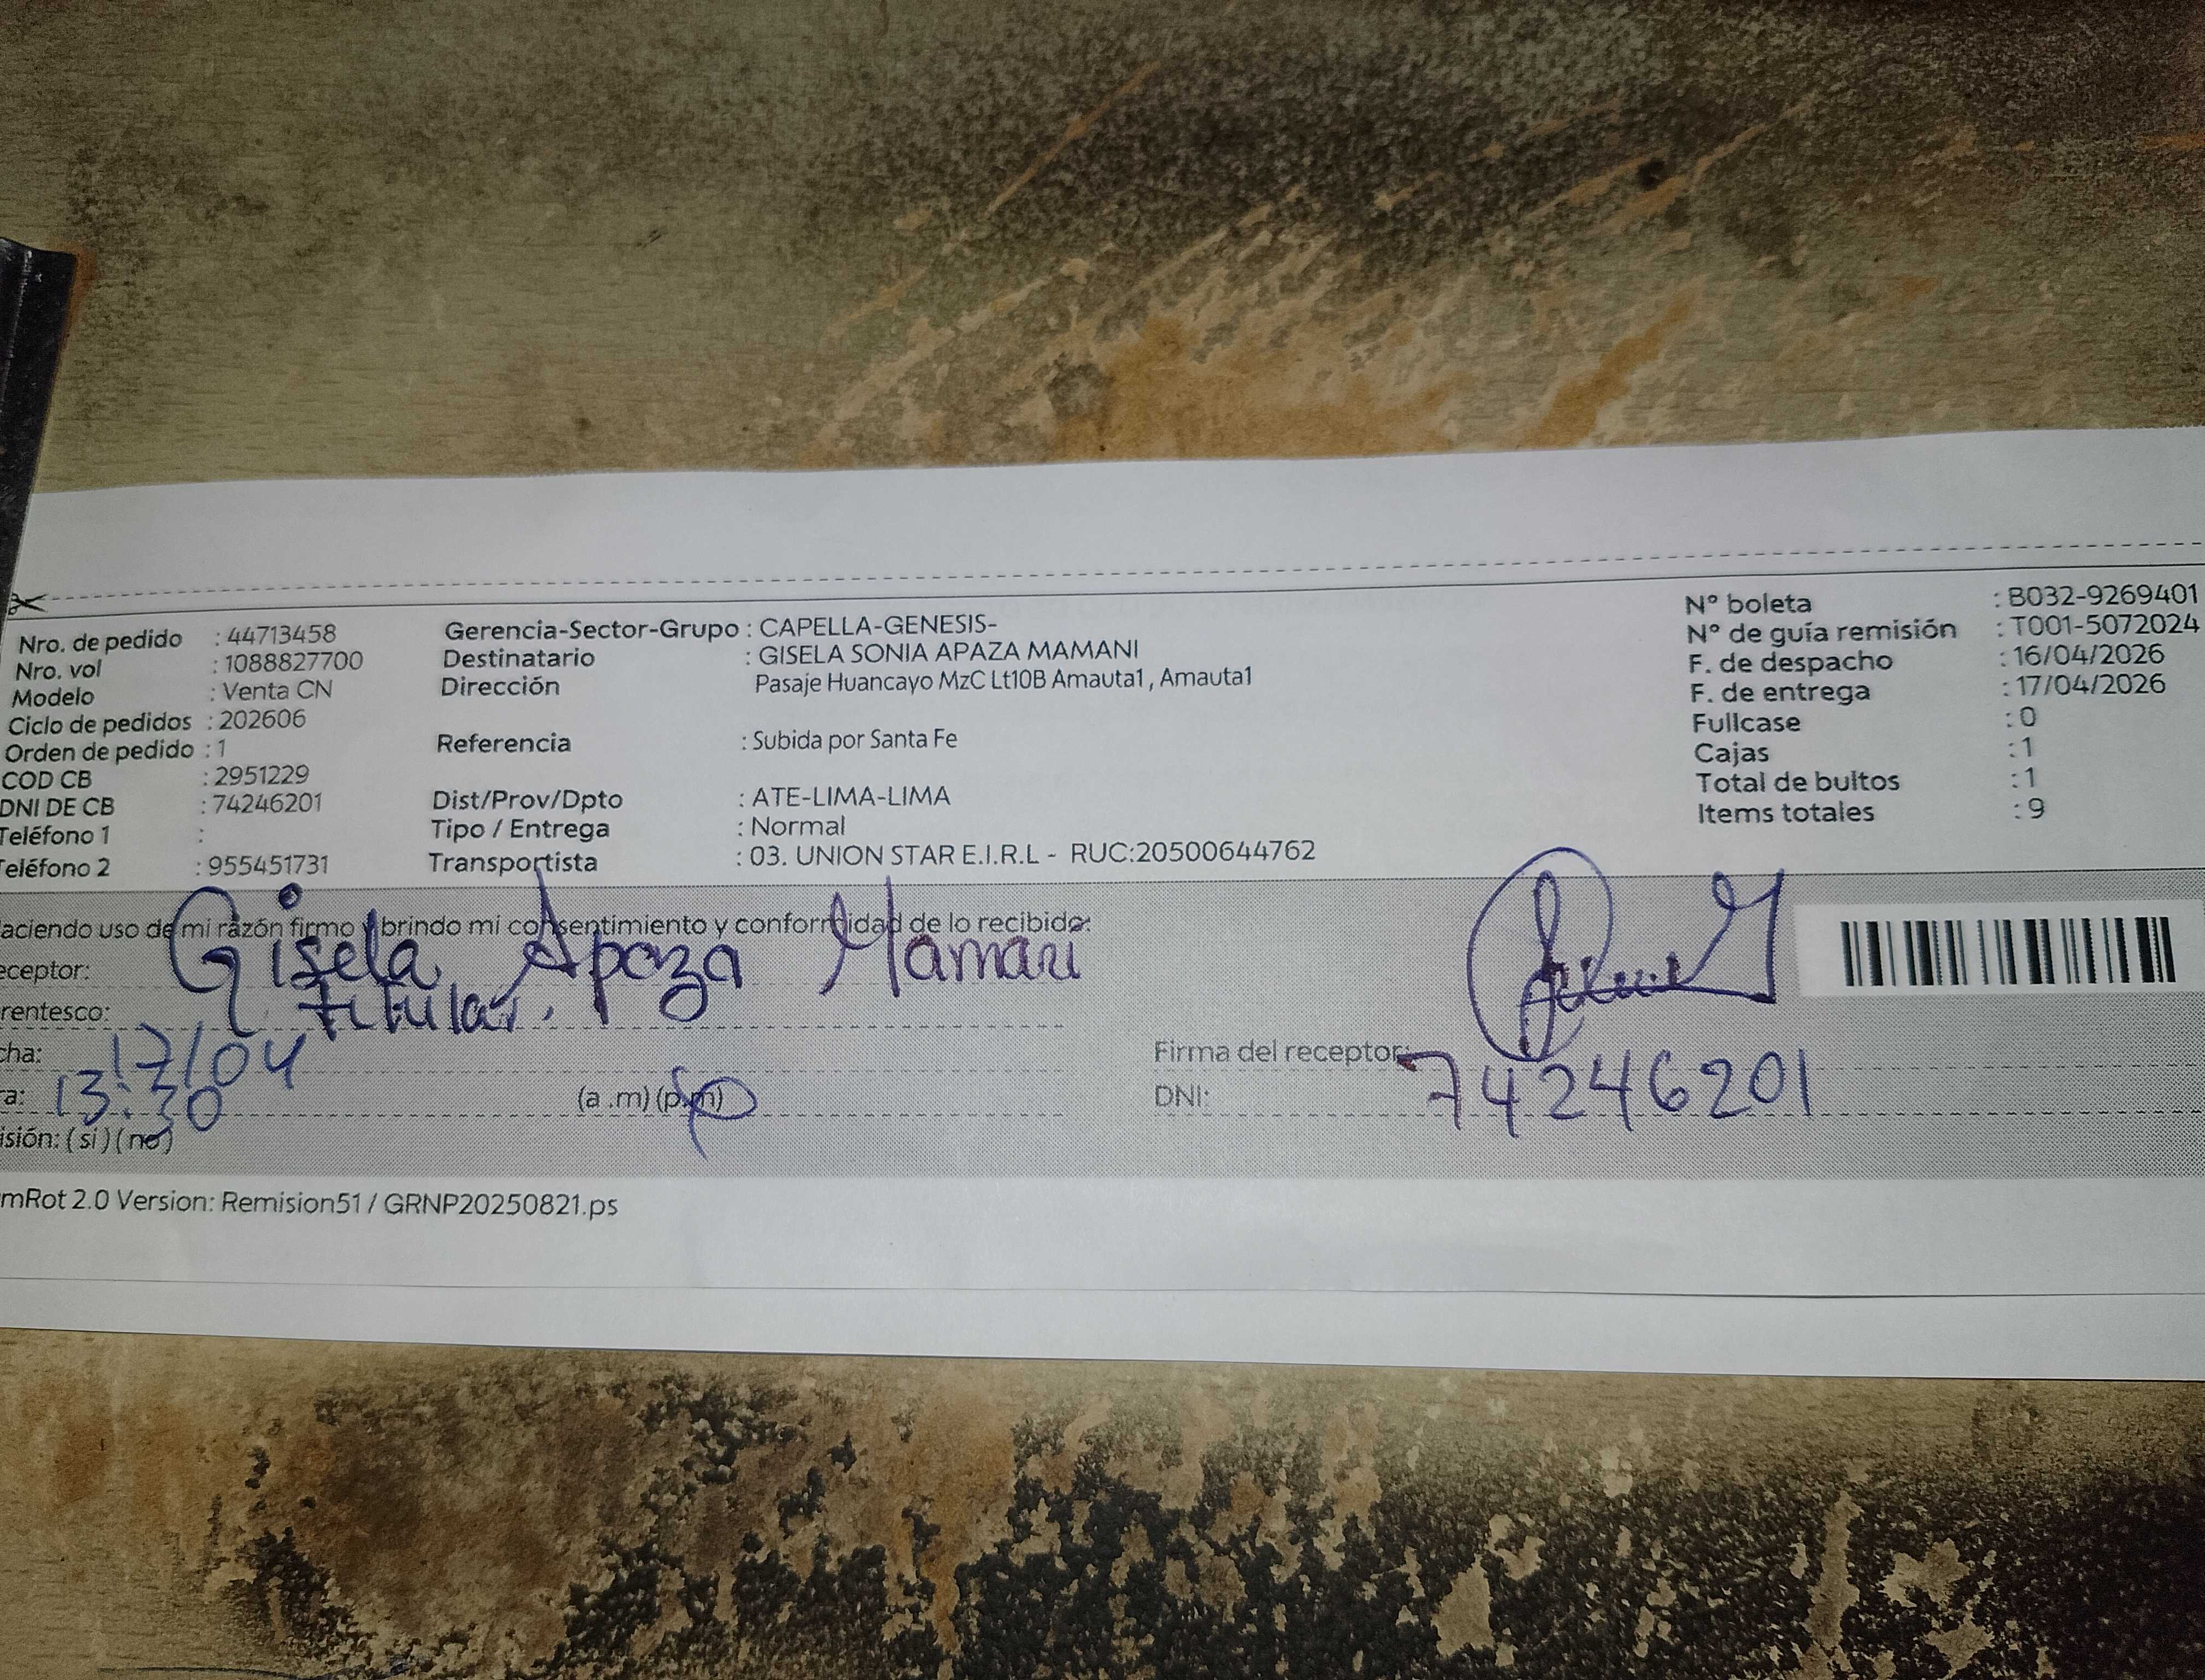 Nro. de pedido : 44713458
Nro. vol : 1088827700
Modelo : Venta CN
Ciclo de pedidos : 202606
Orden de pedido : 1
COD CB : 2951229
DNI DE CB : 74246201
Teléfono 1 :
eléfono 2 : 955451731
Gerencia-Sector-Grupo : CAPELLA-GENESIS-
Destinatario : GISELA SONIA APAZA MAMANI
Dirección Pasaje Huancayo MzC Lt10B Amauta1, Amauta1
Referencia : Subida por Santa Fe
Dist/Prov/Dpto : ATE-LIMA-LIMA
Tipo / Entrega : Normal
Transportista : 03. UNION STAR E.I.R.L - RUC:20500644762
N° boleta : B032-9269401
N° de guía remisión : T001-5072024
F. de despacho : 16/04/2026
F. de entrega : 17/04/2026
Fullcase : 0
Cajas : 1
Total de bultos : 1
Items totales : 9
aciendo uso de mi razón firmo y brindo mi consentimiento y conformidad de lo recibido:
eceptor: Gisela Apaza Mamani
rentesco: titular.
cha: 17/04
ra: 13:30 (a .m) (p.m)
isión: (si) (no)
Firma del receptor:
DNI: 74246201
mRot 2.0 Version: Remision51 / GRNP20250821.ps